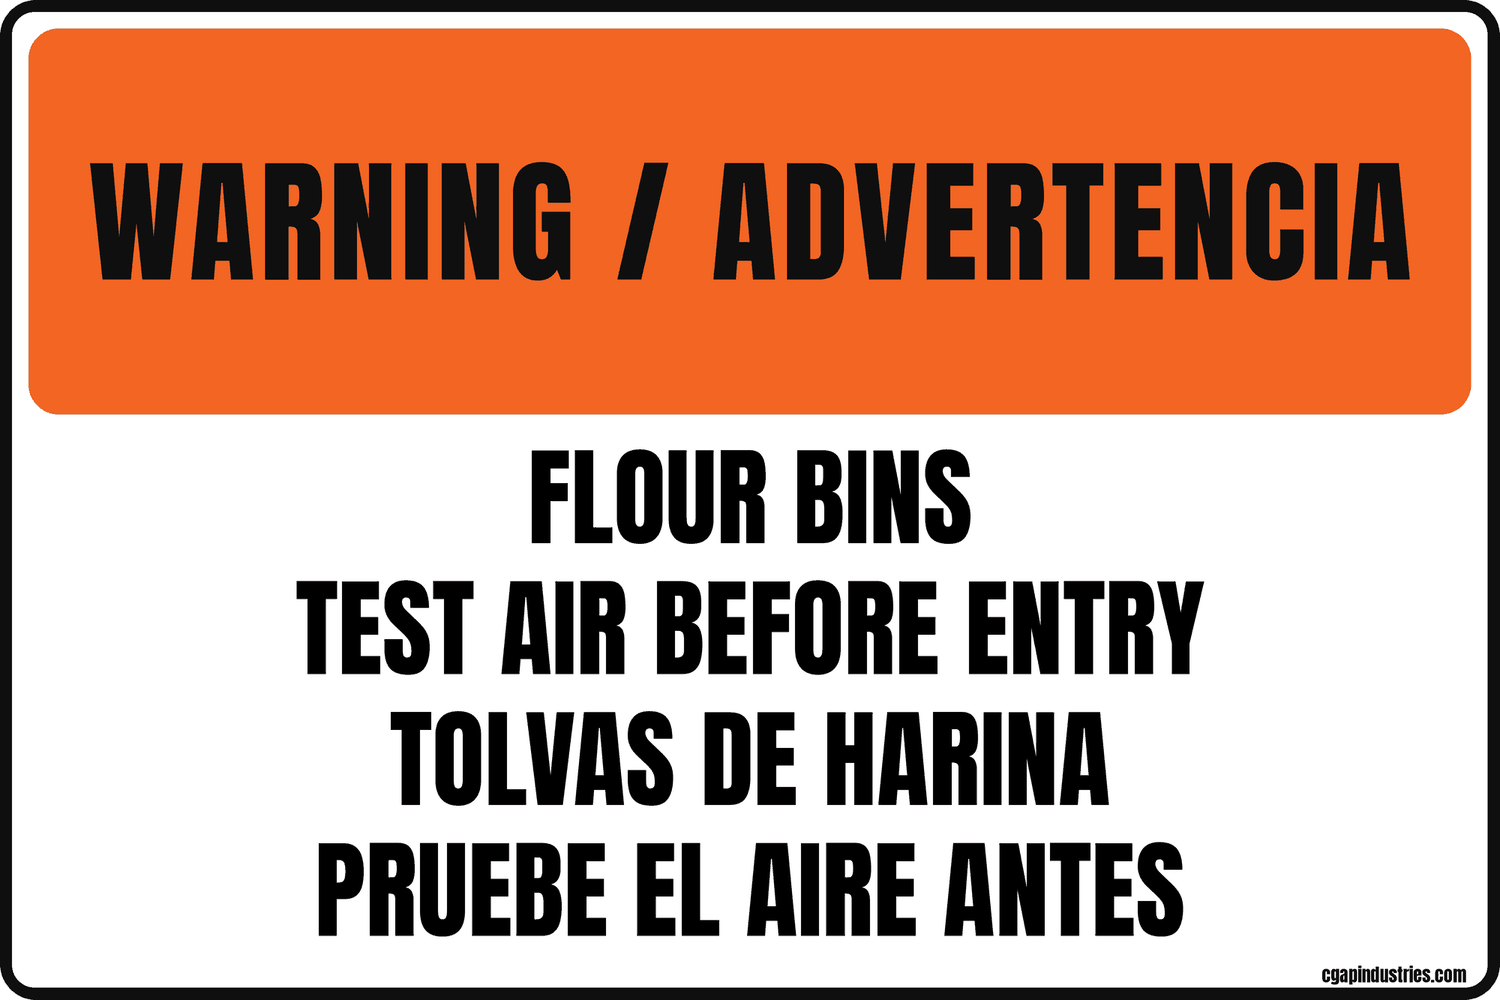 WARNING / ADVERTENCIA
FLOUR BINS
TEST AIR BEFORE ENTRY
TOLVAS DE HARINA
PRUEBE EL AIRE ANTES
cgapindustries.com